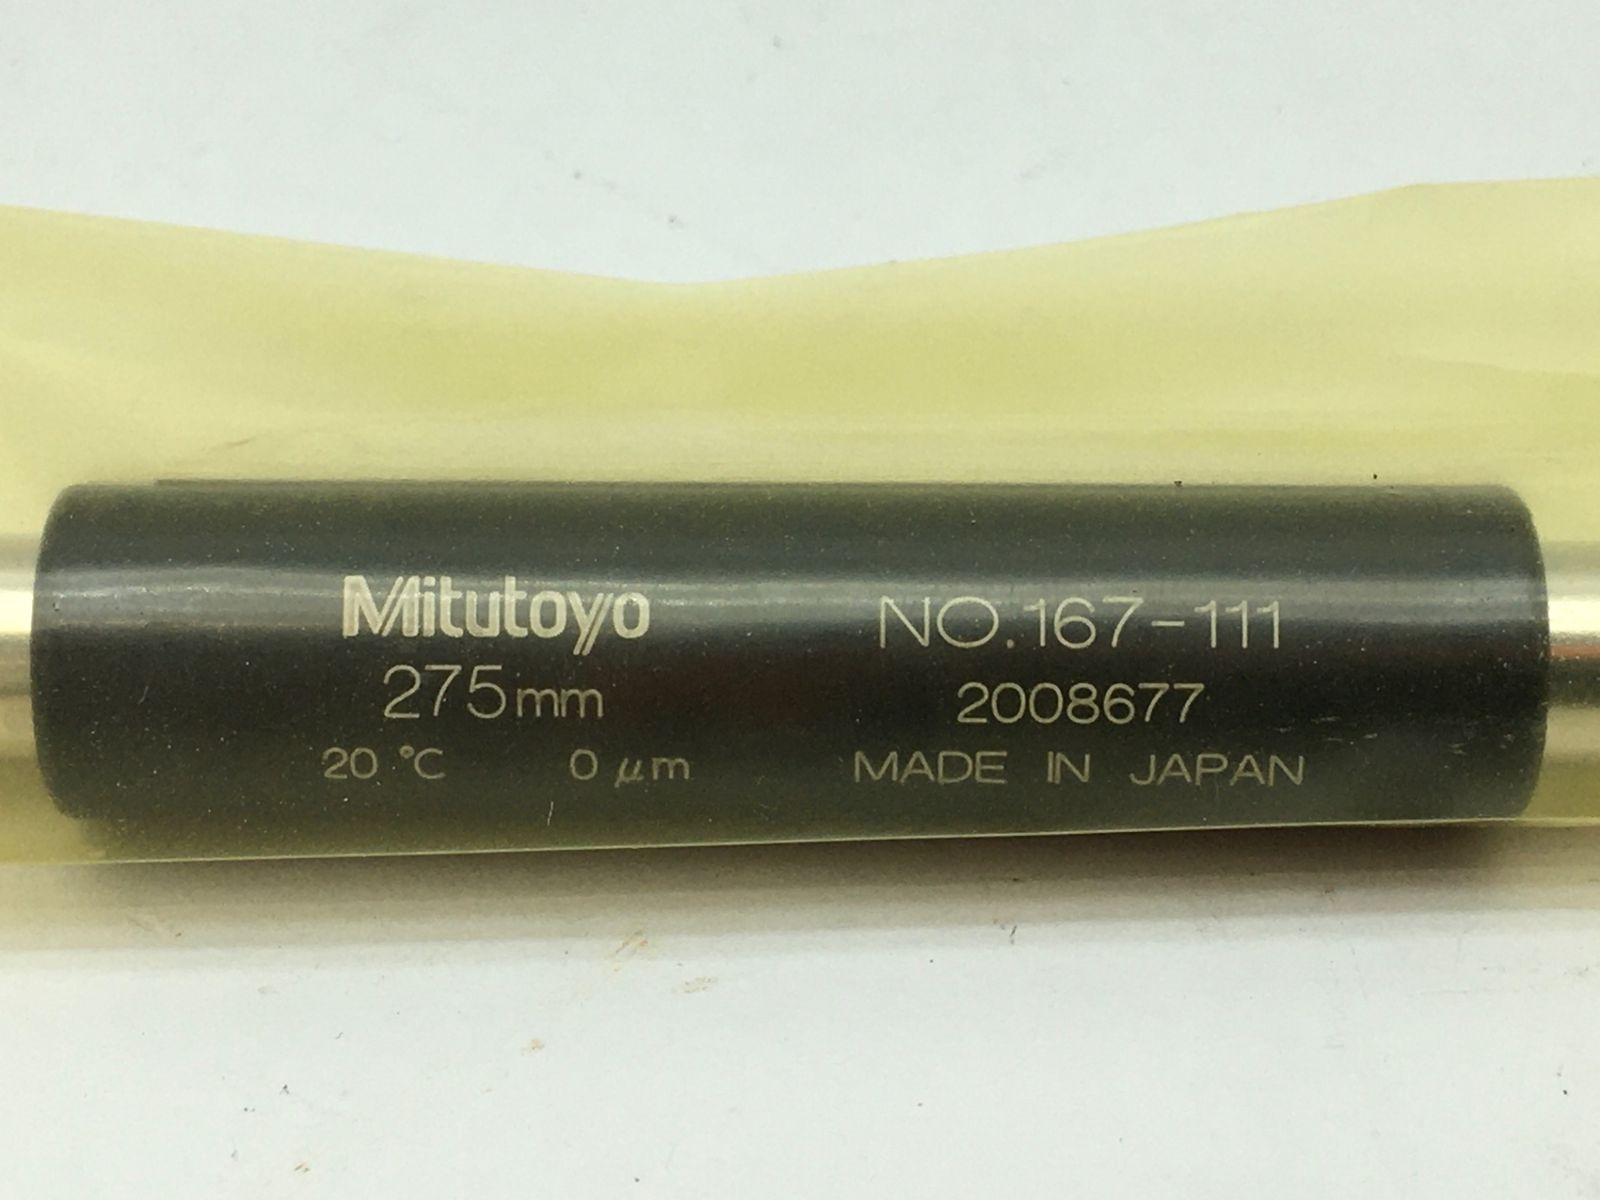 Mitutoyo
275mm
20 °C 0 μm
NO.167-111
2008677
MADE IN JAPAN